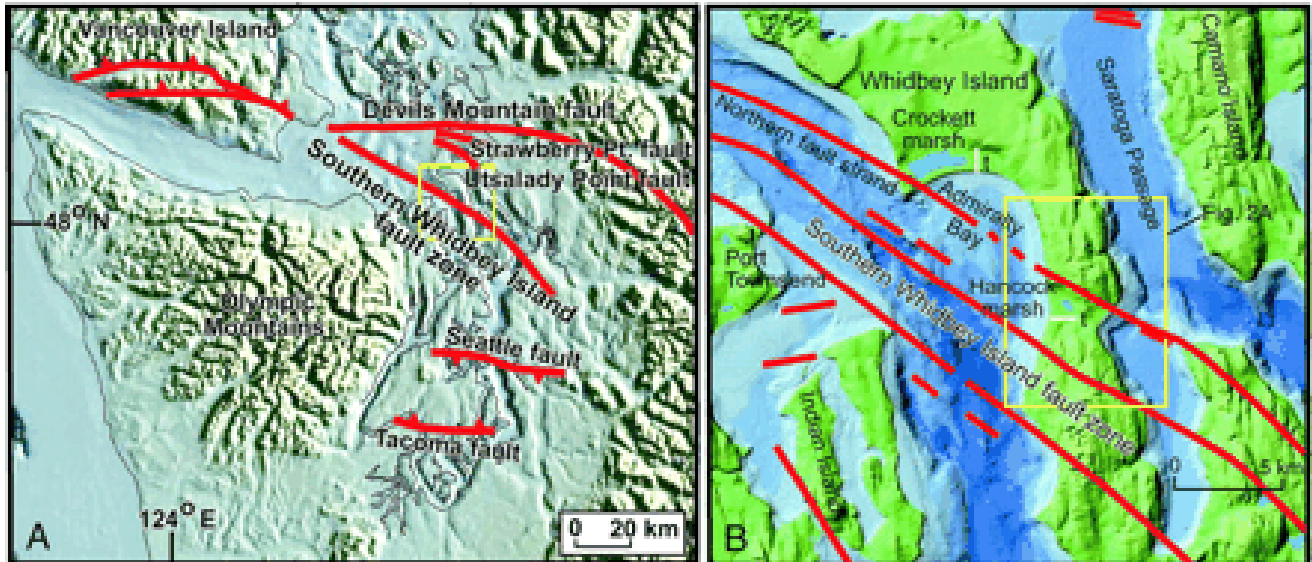 Vancouver Island
Devils Mountain fault
Strawberry Pt. fault
Utsalady Point fault
Southern Whidbey Island
fault zone
48° N
Olympic
Mountains
Seattle fault
Tacoma fault
124° E
A
0 20 km
Whidbey Island
Crockett
marsh
Camano Island
Saratoga Passage
Northern fault strand
Admiralty
Bay
Fig. 2A
Port
Townsend
Southern Whidbey Island fault zone
Hancock
marsh
Indian Island
0 5 km
B